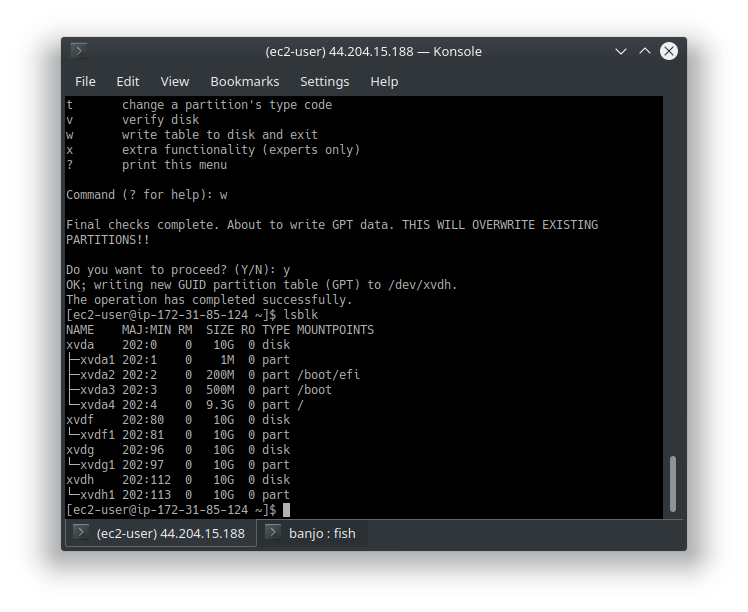 (ec2-user) 44.204.15.188 — Konsole
File Edit View Bookmarks Settings Help
t       change a partition's type code
v       verify disk
w       write table to disk and exit
x       extra functionality (experts only)
?       print this menu
Command (? for help): w
Final checks complete. About to write GPT data. THIS WILL OVERWRITE EXISTING
PARTITIONS!!
Do you want to proceed? (Y/N): y
OK; writing new GUID partition table (GPT) to /dev/xvdh.
The operation has completed successfully.
[ec2-user@ip-172-31-85-124 ~]$ lsblk
NAME    MAJ:MIN RM  SIZE RO TYPE MOUNTPOINTS
xvda    202:0    0   10G  0 disk
├─xvda1 202:1    0    1M  0 part
├─xvda2 202:2    0  200M  0 part /boot/efi
├─xvda3 202:3    0  500M  0 part /boot
└─xvda4 202:4    0  9.3G  0 part /
xvdf    202:80   0   10G  0 disk
└─xvdf1 202:81   0   10G  0 part
xvdg    202:96   0   10G  0 disk
└─xvdg1 202:97   0   10G  0 part
xvdh    202:112  0   10G  0 disk
└─xvdh1 202:113  0   10G  0 part
[ec2-user@ip-172-31-85-124 ~]$
(ec2-user) 44.204.15.188 banjo : fish